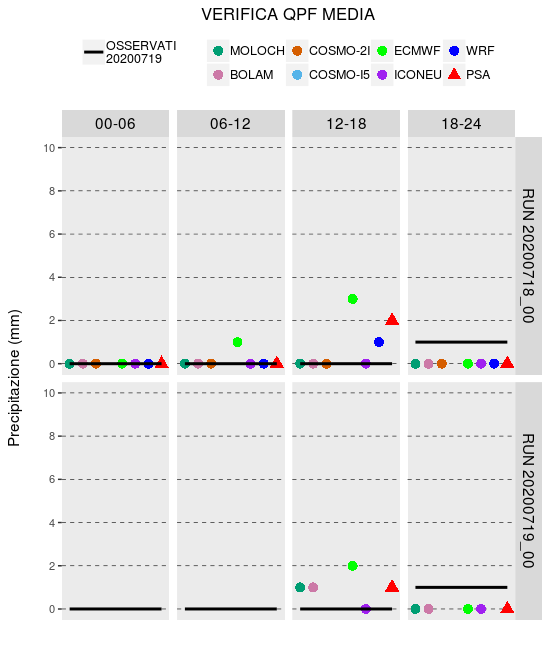 VERIFICA QPF MEDIA
OSSERVATI
20200719
MOLOCH
COSMO-2I
ECMWF
WRF
BOLAM
COSMO-I5
ICONEU
PSA
00-06
06-12
12-18
18-24
10
8
6
4
2
0
RUN 20200718_00
10
8
6
4
2
0
RUN 20200719_00
Precipitazione (mm)